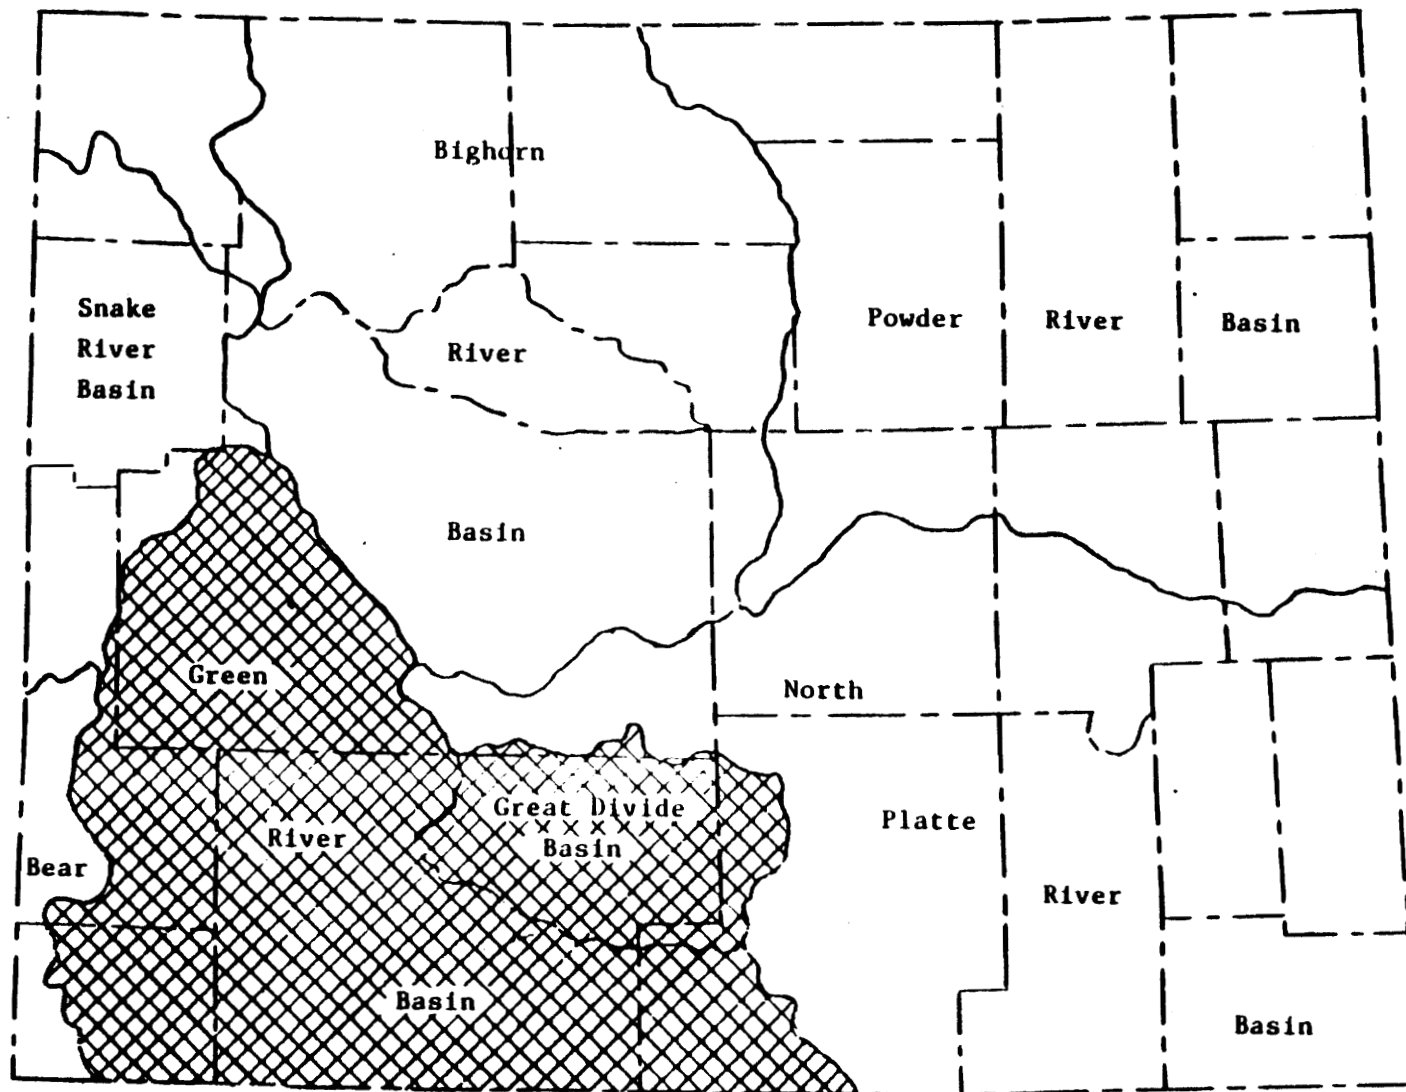 Bighorn
Snake
River
Basin
River
Powder River Basin
Basin
Green
North
Great Divide
Basin
River
Platte
Bear
River
Basin
Basin